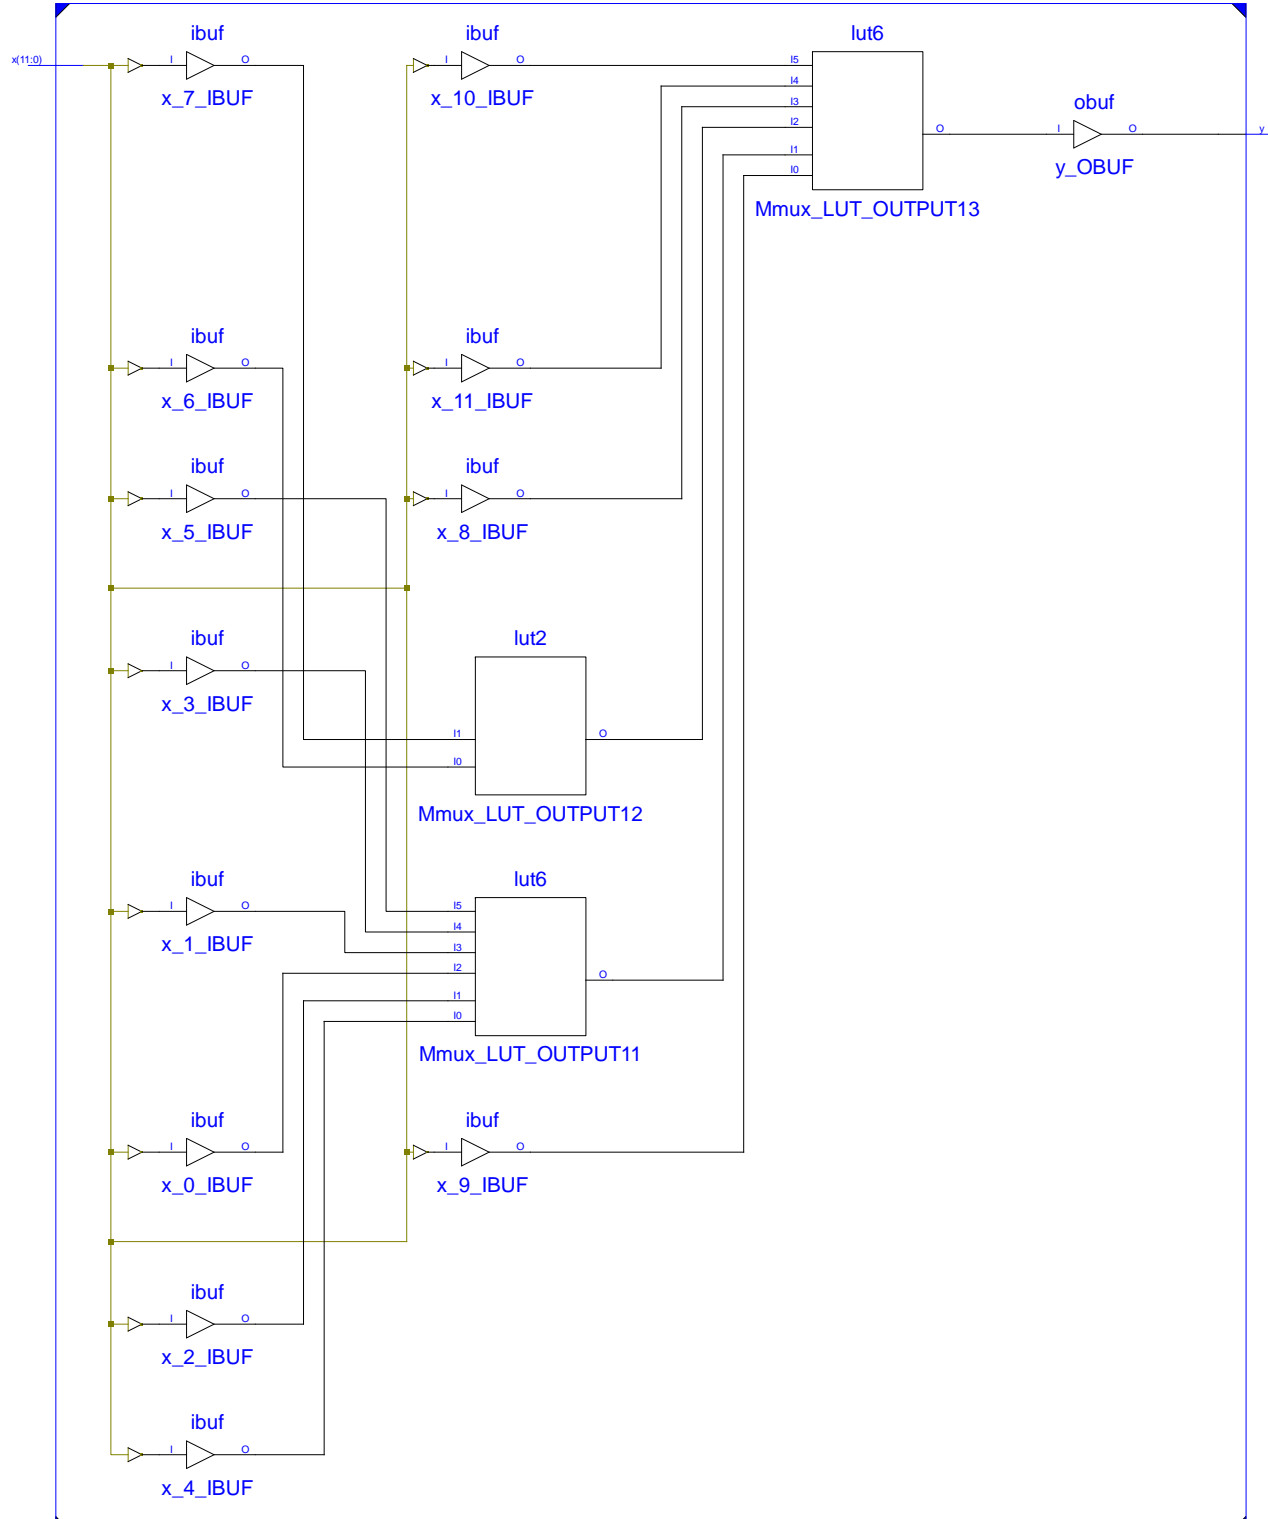 ibuf ibuf lut6
x(11:0) I O I O I5
I4
x_7_IBUF x_10_IBUF I3 obuf
I2 O I O y
I1
I0 y_OBUF
Mmux_LUT_OUTPUT13
ibuf ibuf
I O I O
x_6_IBUF x_11_IBUF
ibuf ibuf
I O I O
x_5_IBUF x_8_IBUF
ibuf lut2
I O
x_3_IBUF
I1 O
I0
Mmux_LUT_OUTPUT12
ibuf lut6
I O I5
I4
x_1_IBUF I3
I2 O
I1
I0
Mmux_LUT_OUTPUT11
ibuf ibuf
I O I O
x_0_IBUF x_9_IBUF
ibuf
I O
x_2_IBUF
ibuf
I O
x_4_IBUF